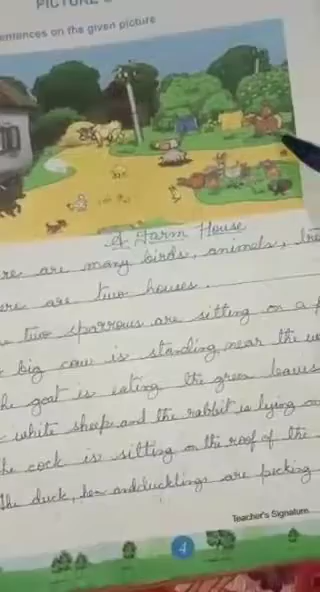 PICTURE
entences on the given picture
A Farm House
re are many birds, animals, tre
ere are two houses.
two sparrows are sitting on a
big cow is standing near the w
he goat is eating the green leaves
white sheep and the rabbit is lying o
he cock is sitting on the roof of the
The duck, hen and ducklings are pecking
Teacher's Signature
4